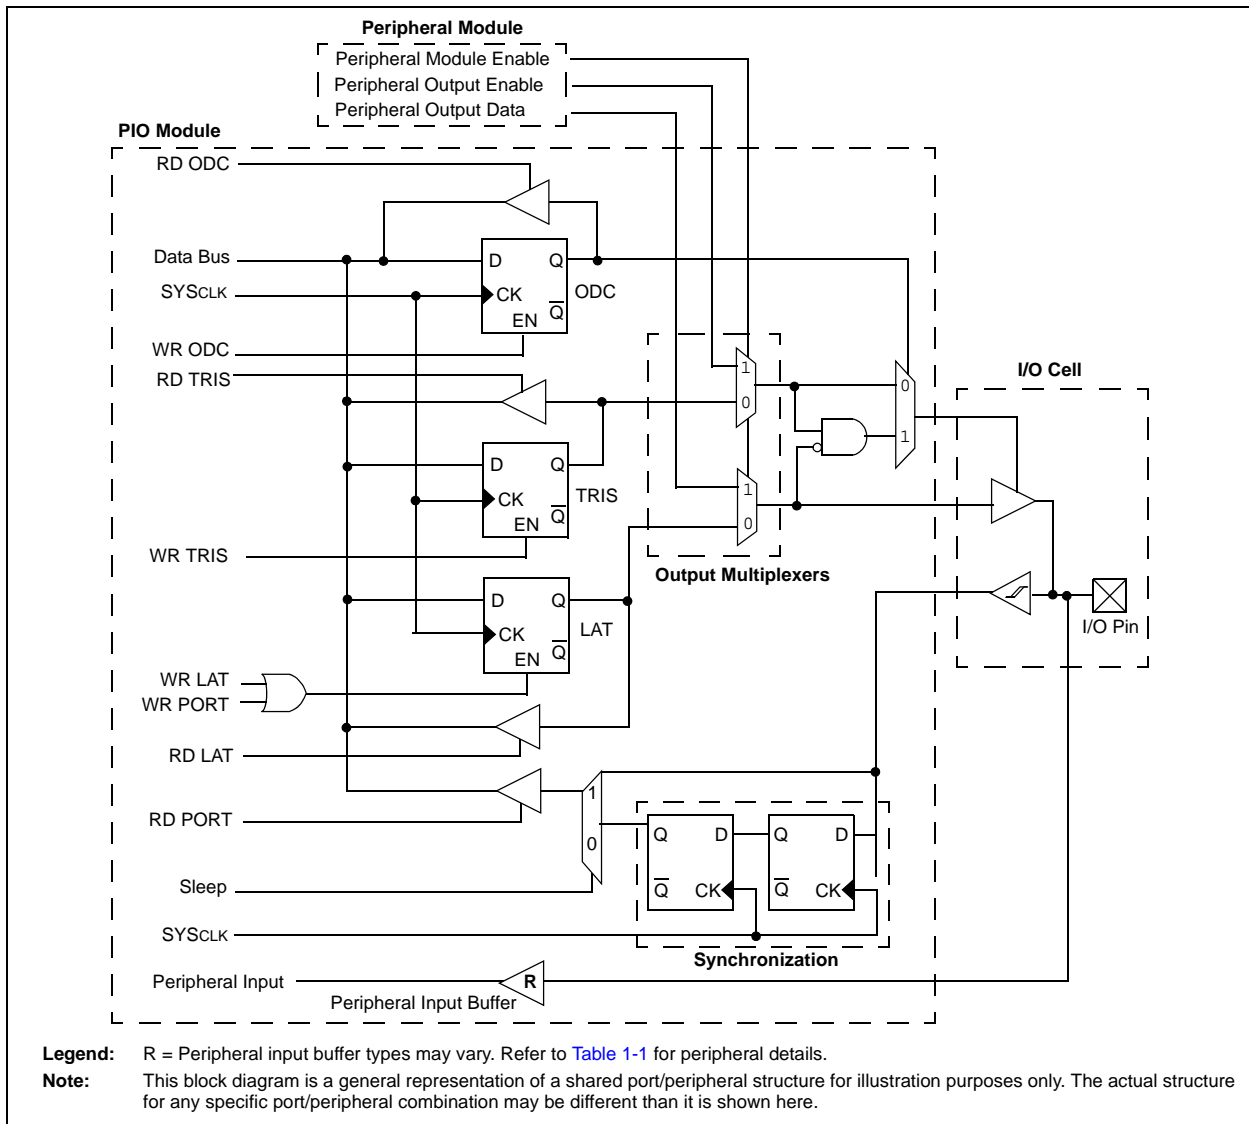 Peripheral Module
Peripheral Module Enable
Peripheral Output Enable
Peripheral Output Data
PIO Module
RD ODC
Data Bus
D Q
SYSCLK
CK
ODC
Q
EN
WR ODC
RD TRIS
1
0
I/O Cell
0
1
D Q
CK
TRIS
Q
EN
1
0
WR TRIS
Output Multiplexers
D Q
CK
LAT
Q
EN
I/O Pin
WR LAT
WR PORT
RD LAT
1
0
RD PORT
Q D
Q D
Q CK
Q CK
Sleep
SYSCLK
Synchronization
Peripheral Input
R
Peripheral Input Buffer
Legend: R = Peripheral input buffer types may vary. Refer to Table 1-1 for peripheral details.
Note: This block diagram is a general representation of a shared port/peripheral structure for illustration purposes only. The actual structure
for any specific port/peripheral combination may be different than it is shown here.